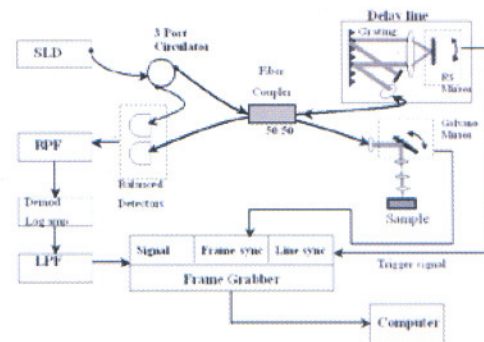 Delay line
3 Port
Circulator
SLD
Grating
RS
Mirror
Fiber
Coupler
50:50
Galvano
Mirror
BPF
Balanced
Detectors
Demod
Log amp
Sample
LPF
Signal
Frame sync
Line sync
Trigger signal
Frame Grabber
Computer